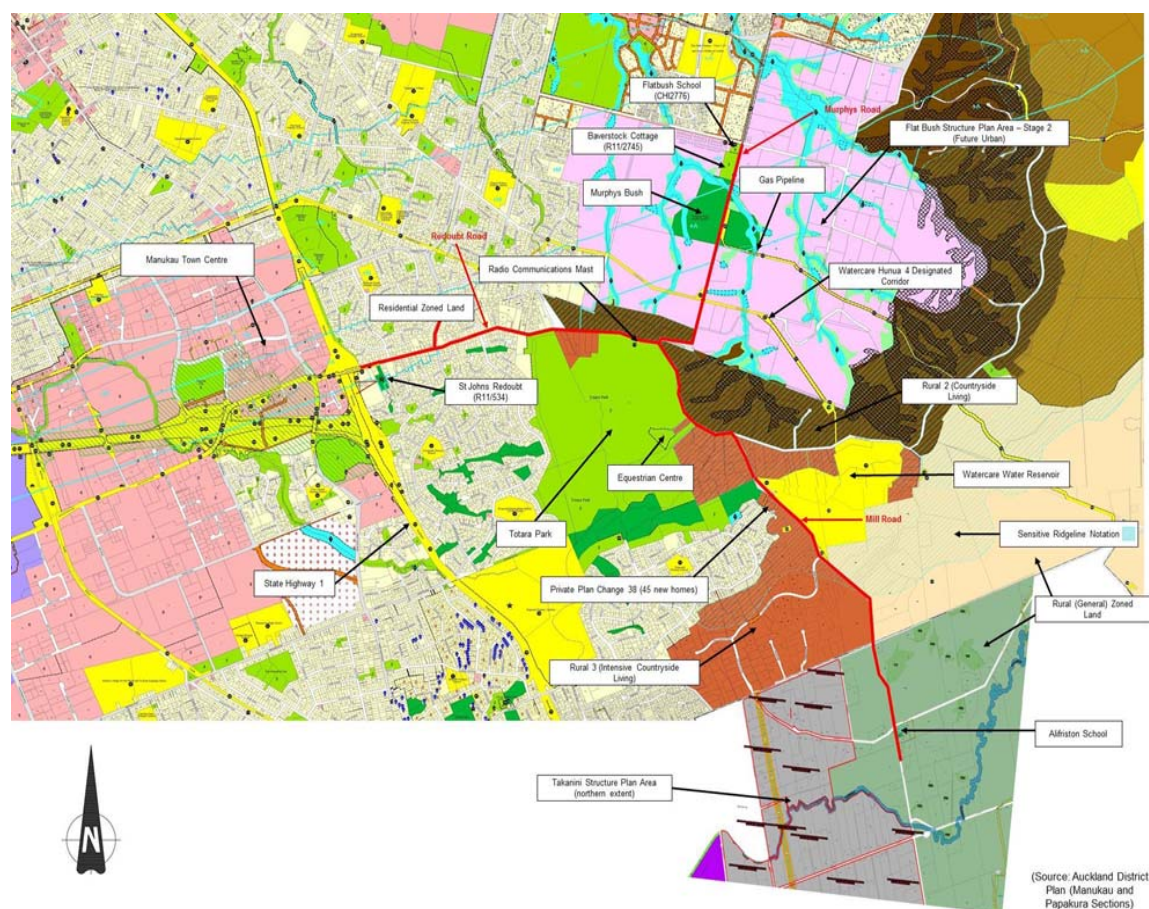 Flatbush School
(CHI2776)
Murphys Road
Baverstock Cottage
(R11/2745)
Flat Bush Structure Plan Area – Stage 2
(Future Urban)
Murphys Bush
Gas Pipeline
Redoubt Road
Manukau Town Centre
Radio Communications Mast
Watercare Hunua 4 Designated
Corridor
Residential Zoned Land
St Johns Redoubt
(R11/534)
Rural 2 (Countryside
Living)
Equestrian Centre
Watercare Water Reservoir
Totara Park
Mill Road
Sensitive Ridgeline Notation
State Highway 1
Private Plan Change 38 (45 new homes)
Rural (General) Zoned
Land
Rural 3 (Intensive Countryside
Living)
Alfriston School
Takanini Structure Plan Area
(northern extent)
N
(Source: Auckland District
Plan (Manukau and
Papakura Sections)